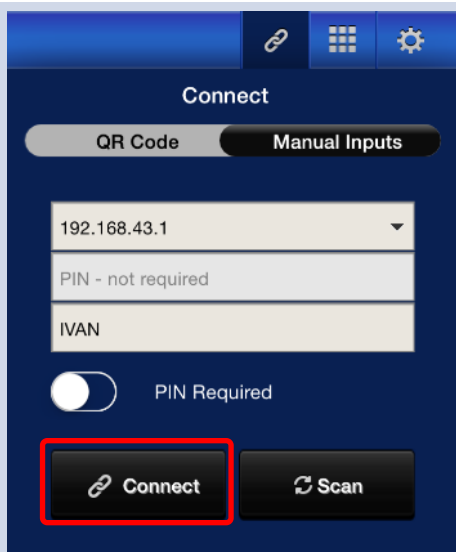 Connect
QR Code Manual Inputs
192.168.43.1
PIN - not required
IVAN
PIN Required
Connect Scan